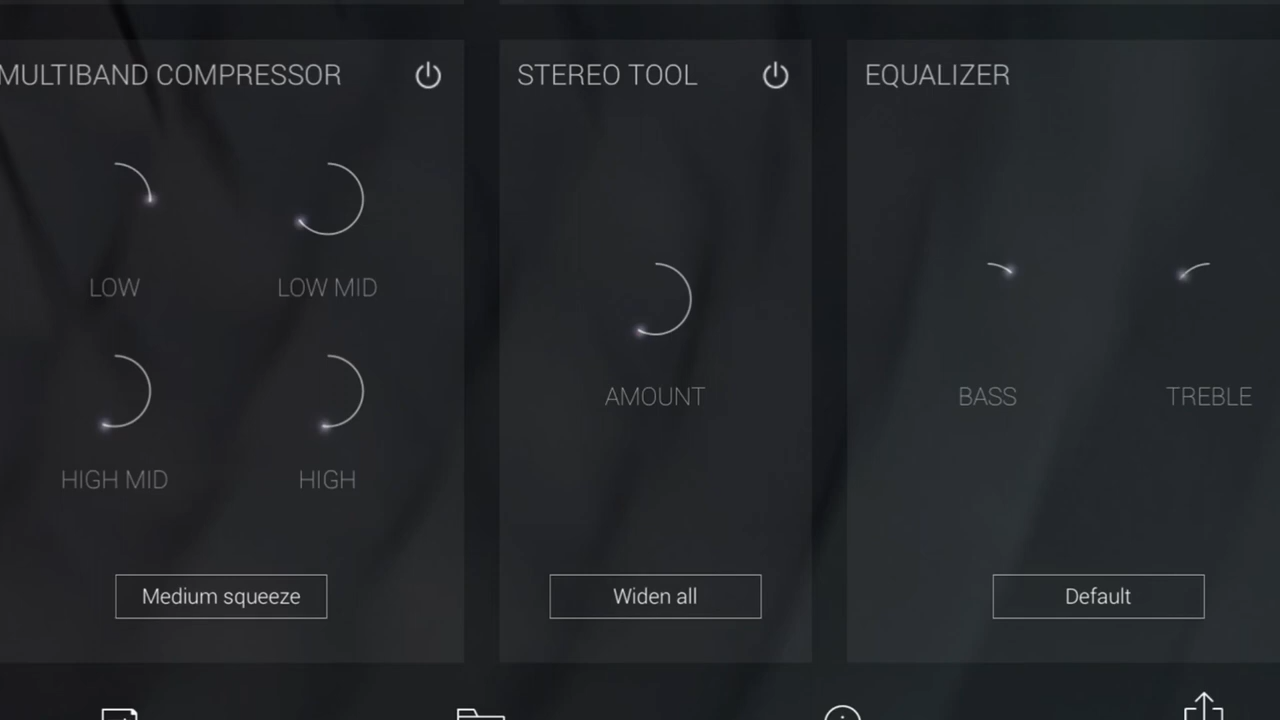 MULTIBAND COMPRESSOR
LOW
LOW MID
HIGH MID
HIGH
Medium squeeze
STEREO TOOL
AMOUNT
Widen all
EQUALIZER
BASS
TREBLE
Default